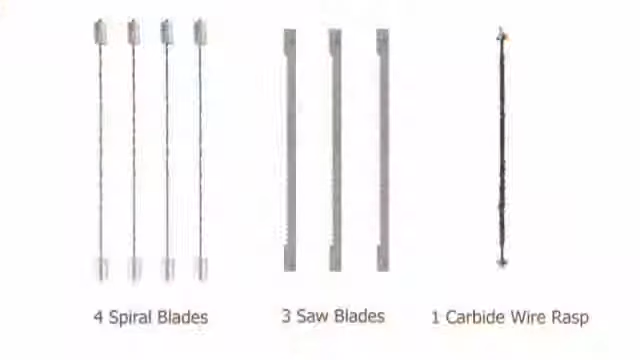 4 Spiral Blades
3 Saw Blades
1 Carbide Wire Rasp